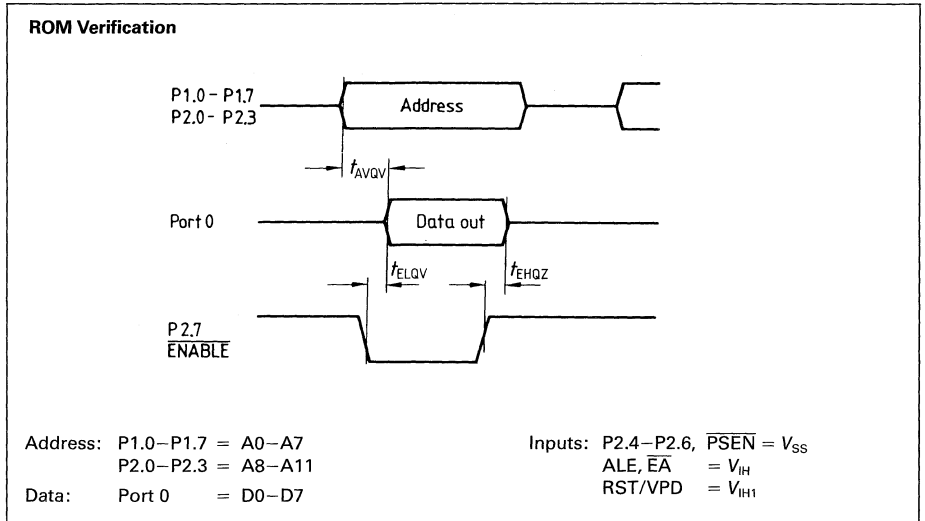 ROM Verification
P1.0 – P1.7
P2.0 – P2.3
Address
tAVQV
Port 0
Data out
tELQV
tEHQZ
P2.7
ENABLE
Address: P1.0–P1.7 = A0–A7
P2.0–P2.3 = A8–A11
Data: Port 0 = D0–D7
Inputs: P2.4–P2.6, PSEN = VSS
ALE, EA = VIH
RST/VPD = VIH1